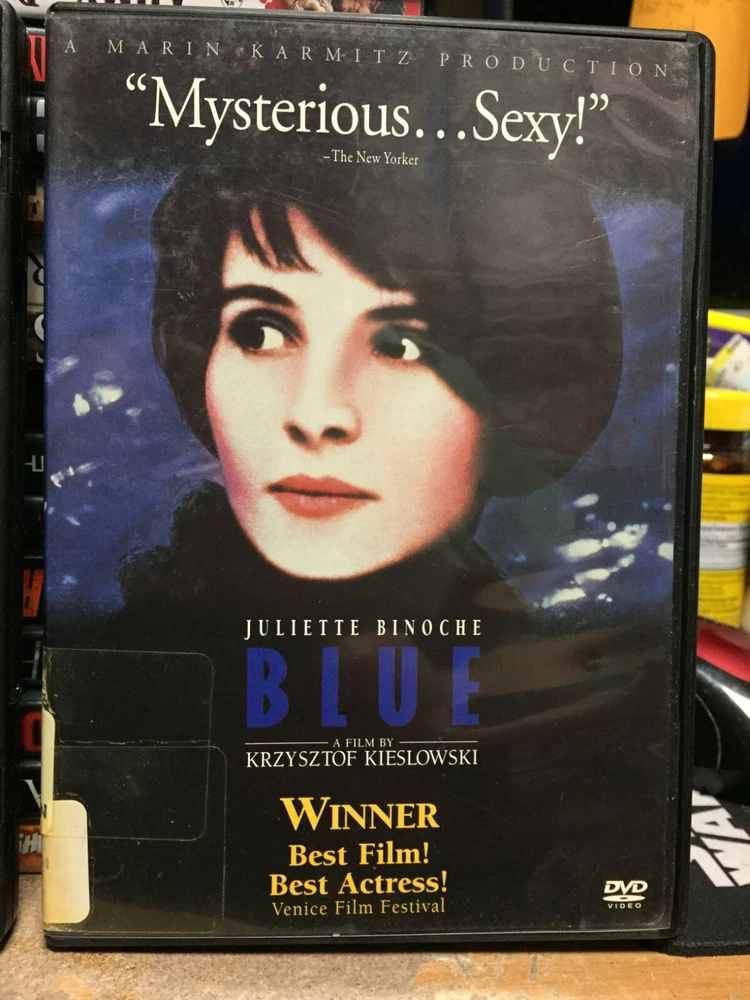 A MARIN KARMITZ PRODUCTION
“Mysterious...Sexy!”
–The New Yorker
JULIETTE BINOCHE
BLUE
A FILM BY
KRZYSZTOF KIESLOWSKI
WINNER
Best Film!
Best Actress!
Venice Film Festival
DVD
VIDEO